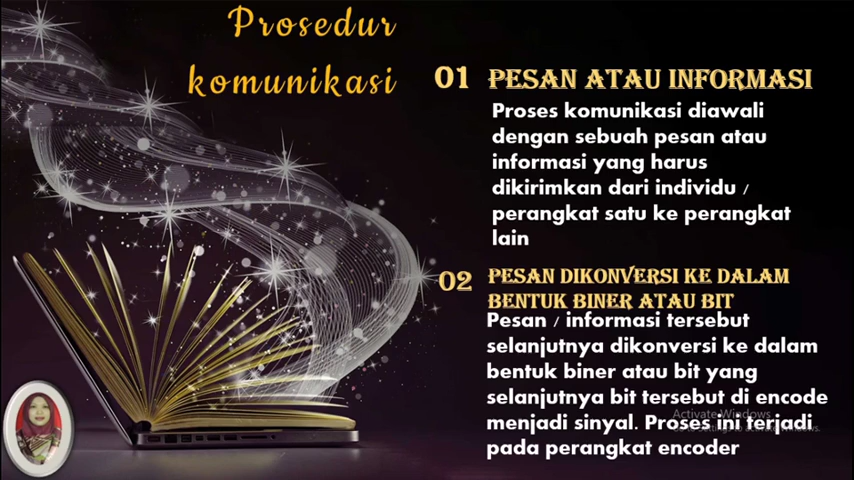 Prosedur
komunikasi
01 PESAN ATAU INFORMASI
Proses komunikasi diawali
dengan sebuah pesan atau
informasi yang harus
dikirimkan dari individu /
perangkat satu ke perangkat
lain
02 PESAN DIKONVERSI KE DALAM
BENTUK BINER ATAU BIT
Pesan / informasi tersebut
selanjutnya dikonversi ke dalam
bentuk biner atau bit yang
selanjutnya bit tersebut di encode
menjadi sinyal. Proses ini terjadi
pada perangkat encoder
Activate Windows